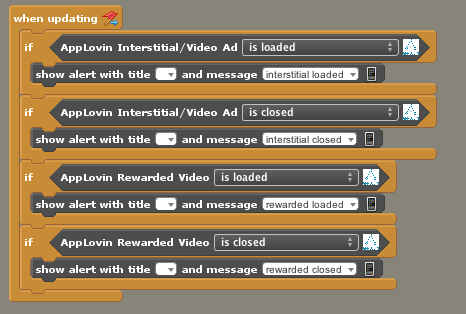 when updating
if AppLovin Interstitial/Video Ad is loaded
show alert with title and message interstitial loaded
if AppLovin Interstitial/Video Ad is closed
show alert with title and message interstitial closed
if AppLovin Rewarded Video is loaded
show alert with title and message rewarded loaded
if AppLovin Rewarded Video is closed
show alert with title and message rewarded closed